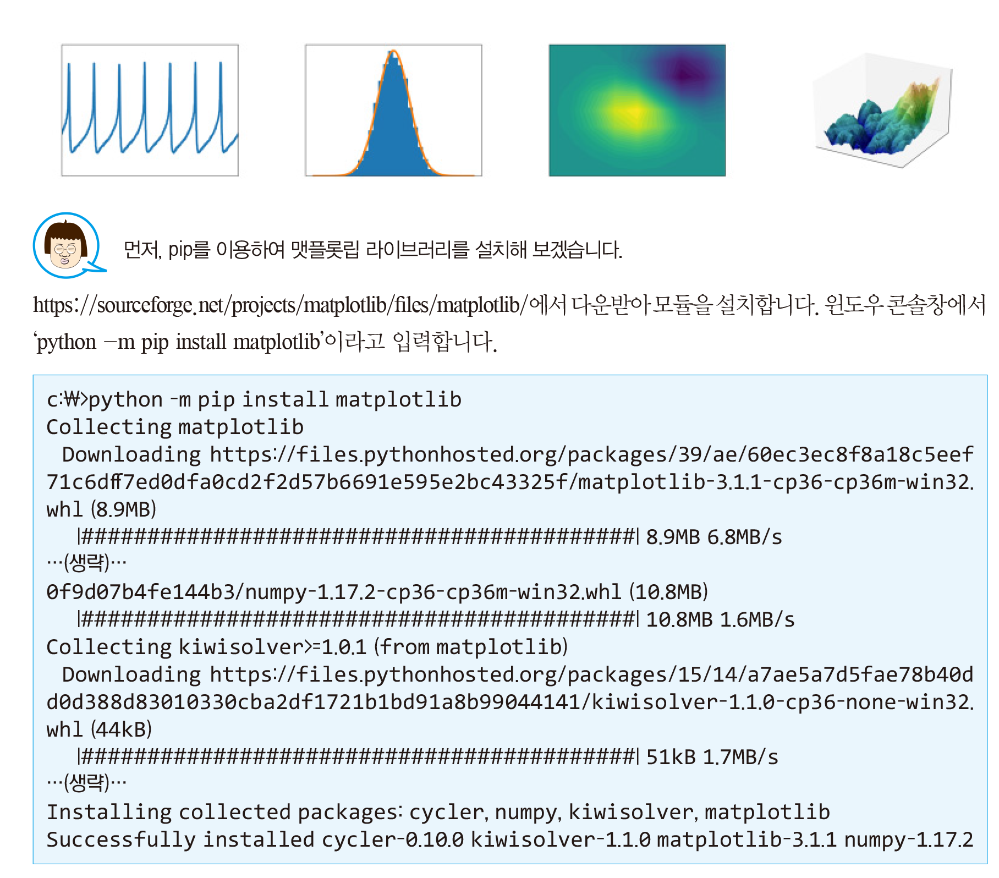 먼저, pip를 이용하여 맷플롯립 라이브러리를 설치해 보겠습니다.
https://sourceforge.net/projects/matplotlib/files/matplotlib/에서 다운받아 모듈을 설치합니다. 윈도우 콘솔창에서
‘python –m pip install matplotlib’이라고 입력합니다.
c:₩>python -m pip install matplotlib
Collecting matplotlib
  Downloading https://files.pythonhosted.org/packages/39/ae/60ec3ec8f8a18c5eef
71c6dff7ed0dfa0cd2f2d57b6691e595e2bc43325f/matplotlib-3.1.1-cp36-cp36m-win32.
whl (8.9MB)
    |##########################################| 8.9MB 6.8MB/s
…(생략)…
0f9d07b4fe144b3/numpy-1.17.2-cp36-cp36m-win32.whl (10.8MB)
    |##########################################| 10.8MB 1.6MB/s
Collecting kiwisolver>=1.0.1 (from matplotlib)
  Downloading https://files.pythonhosted.org/packages/15/14/a7ae5a7d5fae78b40d
d0d388d83010330cba2df1721b1bd91a8b99044141/kiwisolver-1.1.0-cp36-none-win32.
whl (44kB)
    |##########################################| 51kB 1.7MB/s
…(생략)…
Installing collected packages: cycler, numpy, kiwisolver, matplotlib
Successfully installed cycler-0.10.0 kiwisolver-1.1.0 matplotlib-3.1.1 numpy-1.17.2